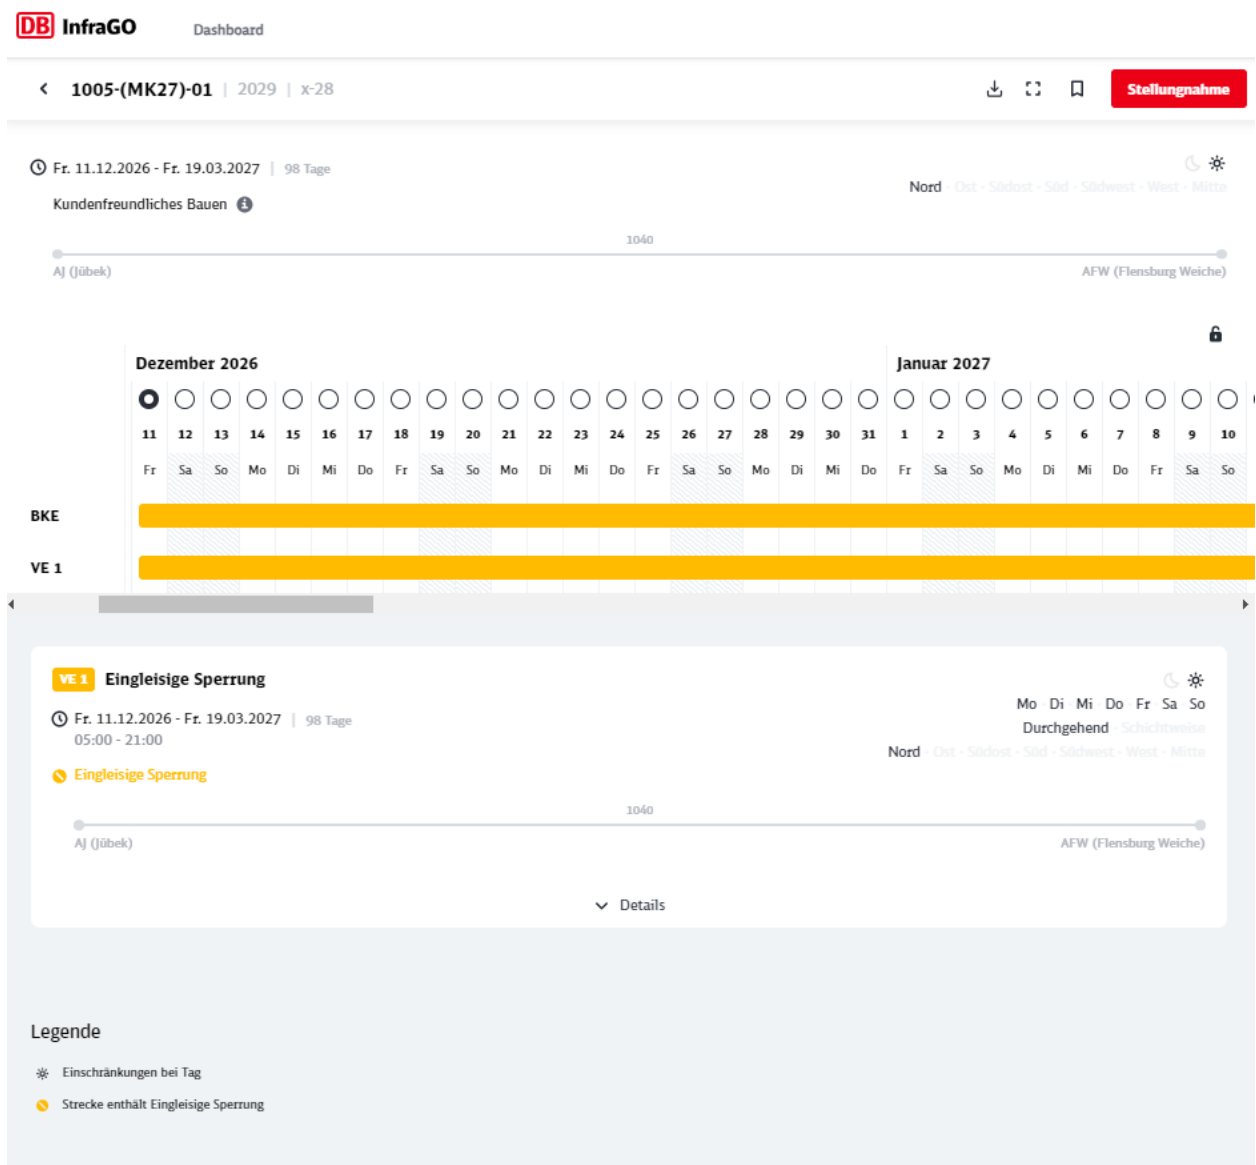 DB InfraGO Dashboard
1005-(MK27)-01 | 2029 | x-28 Stellungnahme
Fr. 11.12.2026 - Fr. 19.03.2027 | 98 Tage
Nord · Ost · Südost · Süd · Südwest · West · Mitte
Kundenfreundliches Bauen
1040
AJ (Jübek) AFW (Flensburg Weiche)
Dezember 2026 Januar 2027
11 12 13 14 15 16 17 18 19 20 21 22 23 24 25 26 27 28 29 30 31 1 2 3 4 5 6 7 8 9 10
Fr Sa So Mo Di Mi Do Fr Sa So Mo Di Mi Do Fr Sa So Mo Di Mi Do Fr Sa So Mo Di Mi Do Fr Sa So
BKE
VE 1
VE 1 Eingleisige Sperrung
Mo · Di · Mi · Do · Fr · Sa · So
Fr. 11.12.2026 - Fr. 19.03.2027 | 98 Tage
Durchgehend · Schichtweise
05:00 - 21:00
Nord · Ost · Südost · Süd · Südwest · West · Mitte
Eingleisige Sperrung
1040
AJ (Jübek) AFW (Flensburg Weiche)
Details
Legende
Einschränkungen bei Tag
Strecke enthält Eingleisige Sperrung